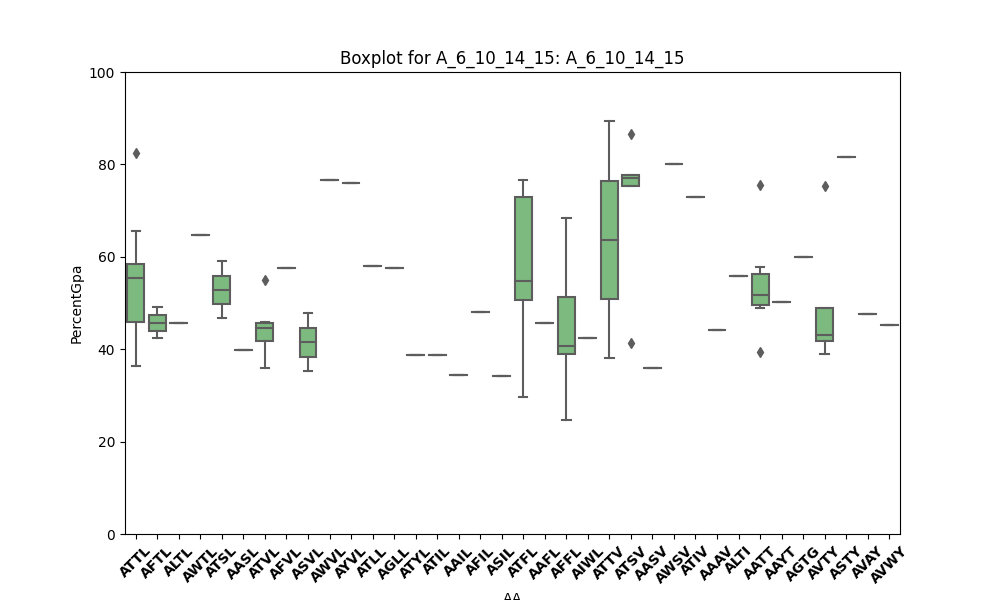 Boxplot for A_6_10_14_15: A_6_10_14_15
PercentGpa
100
80
60
40
20
0
ATTL AFTL ALTL AWTL ATSL AASL ATVL AFVL ASVL AWVL AYVL ATLL AGLL ATYL ATIL AAIL AFIL ASIL ATFL AAFL AFFL AIWL ATTV ATSV AASV AWSV ATIV AAAV ALTI AATT AAYT AGTG AVTY ASTY AVAY AVWY
AA